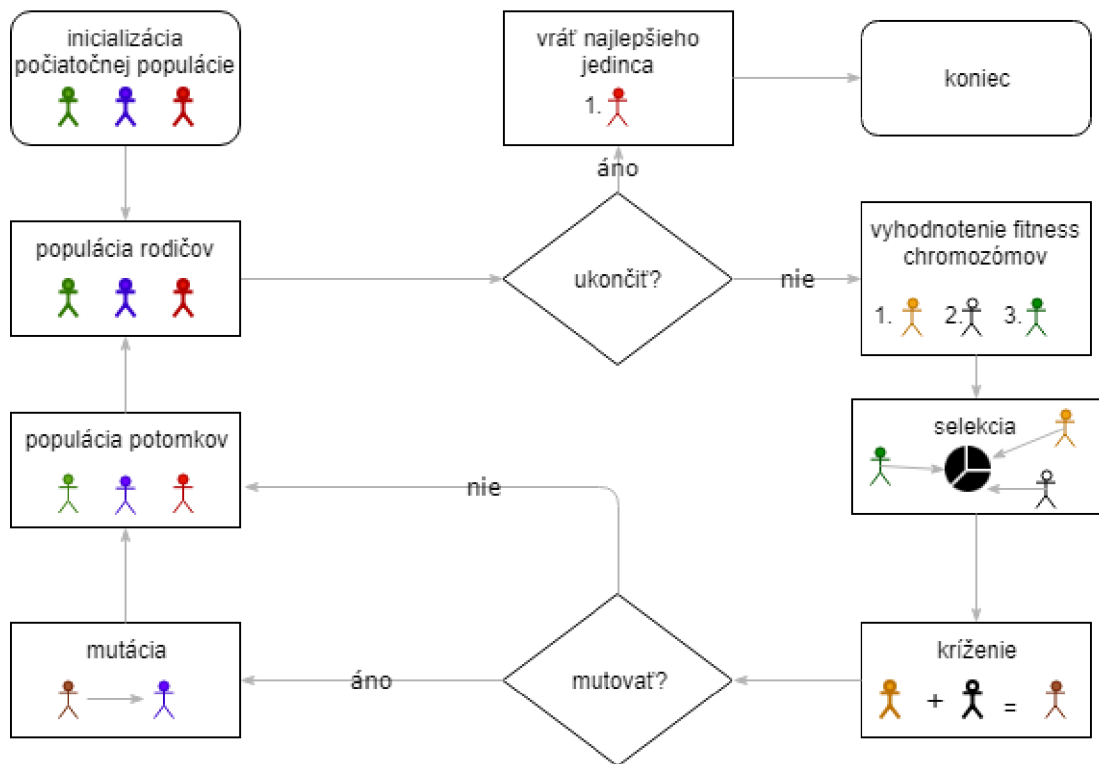 inicializácia
počiatočnej populácie
vráť najlepšieho
jedinca
1.
koniec
áno
populácia rodičov
ukončiť?
nie
vyhodnotenie fitness
chromozómov
1. 2. 3.
populácia potomkov
selekcia
nie
mutácia
áno
mutovať?
kríženie
+ =